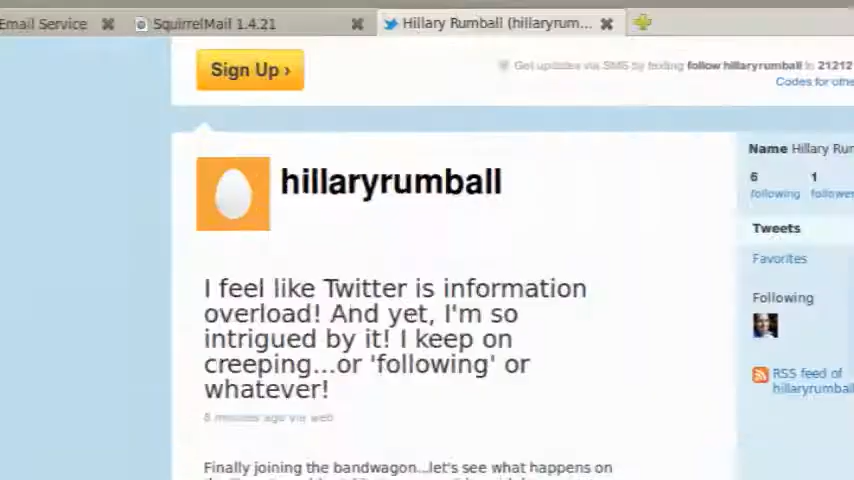 Email Service
SquirrelMail 1.4.21
Hillary Rumball (hillaryrum...
Sign Up ›
Get updates via SMS by texting follow hillaryrumball to 21212
Codes for othe
Name Hillary Rum
hillaryrumball
6
1
following
follower
Tweets
Favorites
Following
RSS feed of
hillaryrumball
I feel like Twitter is information
overload! And yet, I'm so
intrigued by it! I keep on
creeping...or 'following' or
whatever!
8 minutes ago via web
Finally joining the bandwagon...let's see what happens on